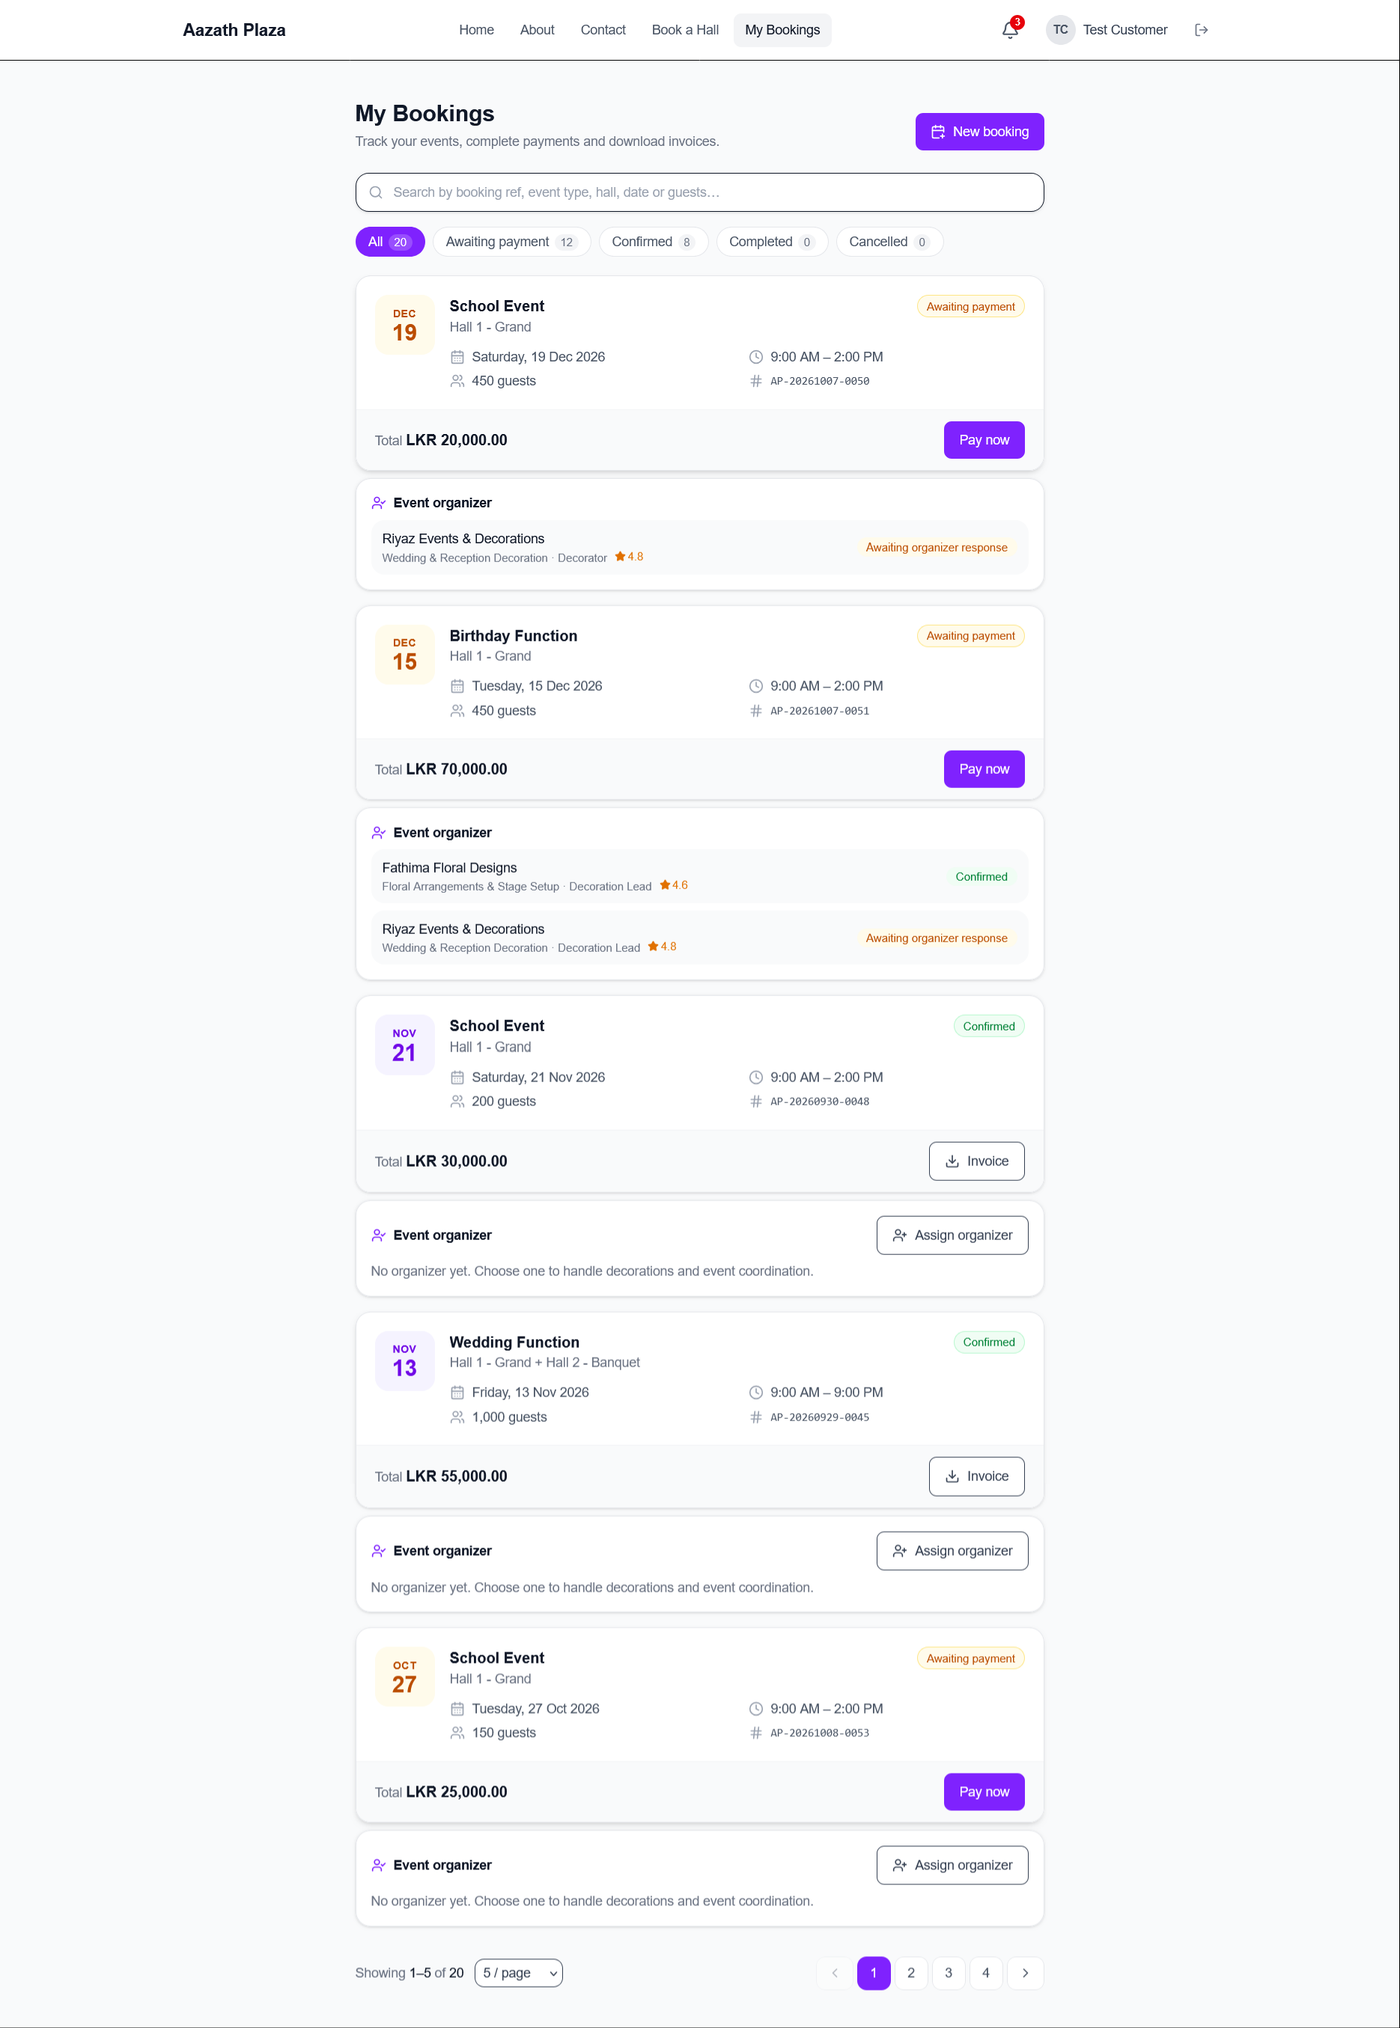 Aazath Plaza
Home
About
Contact
Book a Hall
My Bookings
3
TC
Test Customer
My Bookings
Track your events, complete payments and download invoices.
New booking
Search by booking ref, event type, hall, date or guests...
All 20
Awaiting payment 12
Confirmed 8
Completed 0
Cancelled 0
DEC
19
School Event
Awaiting payment
Hall 1 - Grand
Saturday, 19 Dec 2026
9:00 AM – 2:00 PM
450 guests
# AP-20261007-0050
Total LKR 20,000.00
Pay now
Event organizer
Riyaz Events & Decorations
Wedding & Reception Decoration · Decorator ★ 4.8
Awaiting organizer response
DEC
15
Birthday Function
Awaiting payment
Hall 1 - Grand
Tuesday, 15 Dec 2026
9:00 AM – 2:00 PM
450 guests
# AP-20261007-0051
Total LKR 70,000.00
Pay now
Event organizer
Fathima Floral Designs
Floral Arrangements & Stage Setup · Decoration Lead ★ 4.6
Confirmed
Riyaz Events & Decorations
Wedding & Reception Decoration · Decoration Lead ★ 4.8
Awaiting organizer response
NOV
21
School Event
Confirmed
Hall 1 - Grand
Saturday, 21 Nov 2026
9:00 AM – 2:00 PM
200 guests
# AP-20260930-0048
Total LKR 30,000.00
Invoice
Event organizer
Assign organizer
No organizer yet. Choose one to handle decorations and event coordination.
NOV
13
Wedding Function
Confirmed
Hall 1 - Grand + Hall 2 - Banquet
Friday, 13 Nov 2026
9:00 AM – 9:00 PM
1,000 guests
# AP-20260929-0045
Total LKR 55,000.00
Invoice
Event organizer
Assign organizer
No organizer yet. Choose one to handle decorations and event coordination.
OCT
27
School Event
Awaiting payment
Hall 1 - Grand
Tuesday, 27 Oct 2026
9:00 AM – 2:00 PM
150 guests
# AP-20261008-0053
Total LKR 25,000.00
Pay now
Event organizer
Assign organizer
No organizer yet. Choose one to handle decorations and event coordination.
Showing 1–5 of 20
5 / page
1
2
3
4